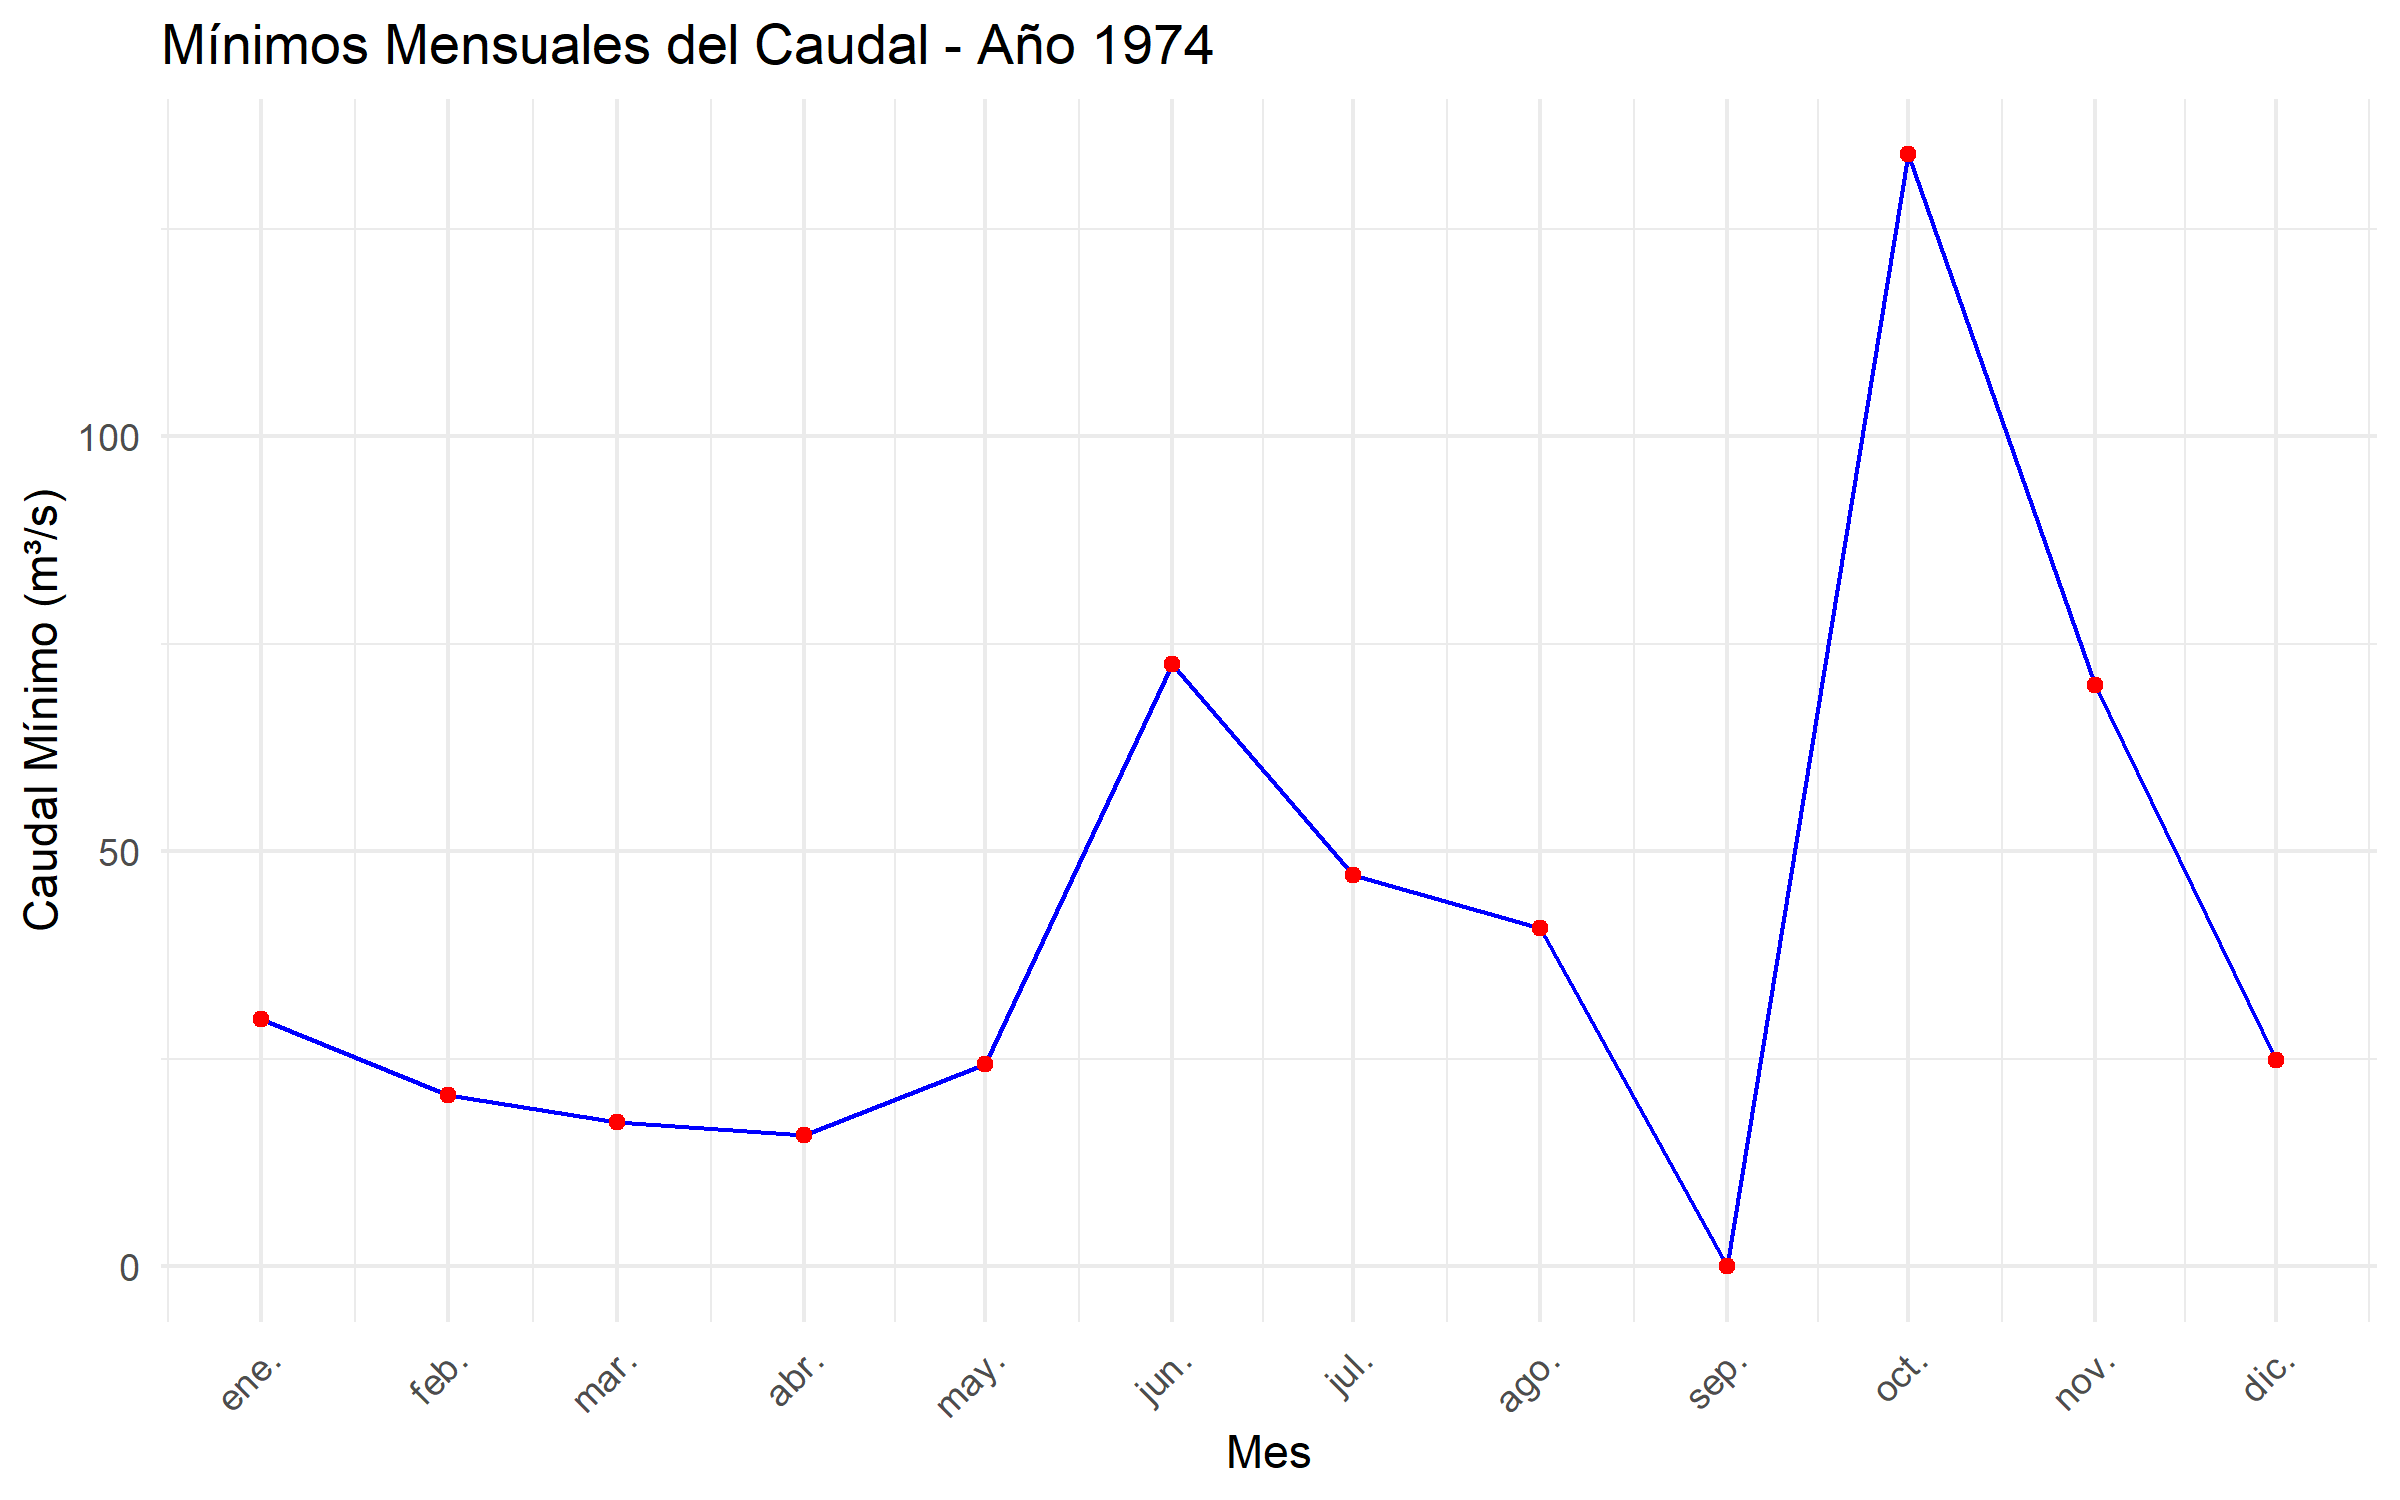 Mínimos Mensuales del Caudal - Año 1974
Caudal Mínimo (m³/s)
100
50
0
ene.
feb.
mar.
abr.
may.
jun.
jul.
ago.
sep.
oct.
nov.
dic.
Mes